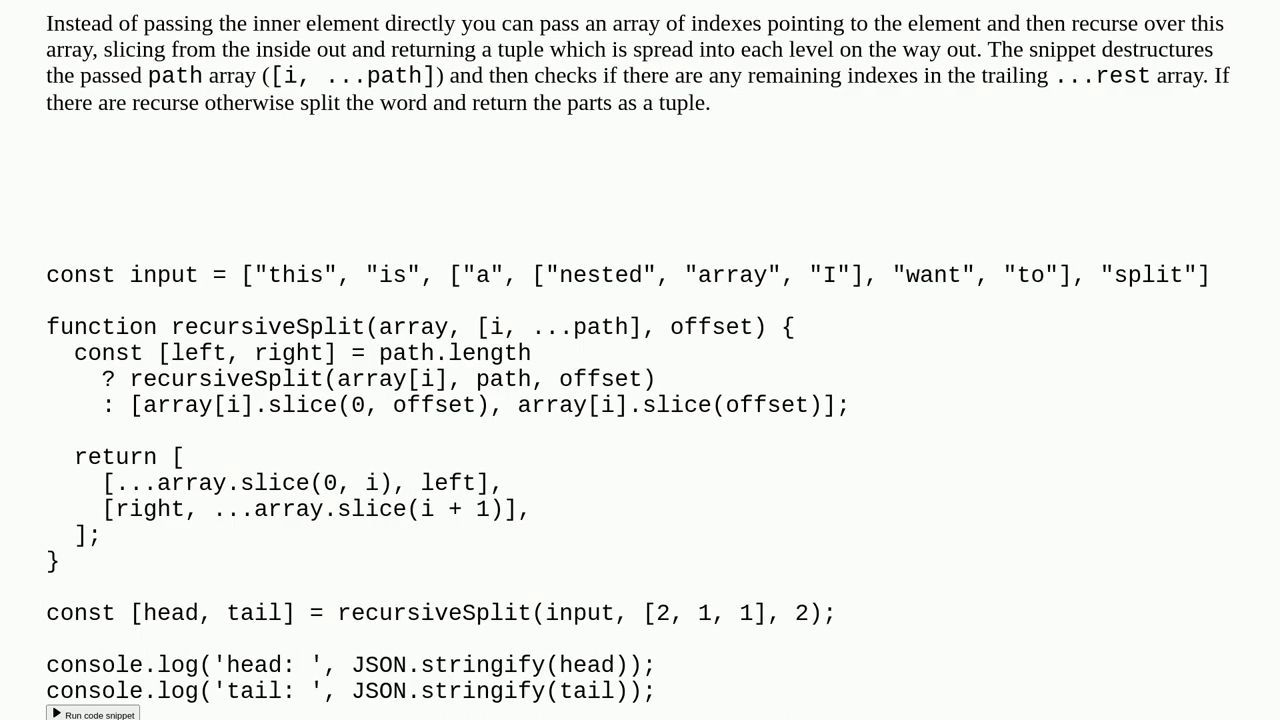 Instead of passing the inner element directly you can pass an array of indexes pointing to the element and then recurse over this
array, slicing from the inside out and returning a tuple which is spread into each level on the way out. The snippet destructures
the passed path array ([i, ...path]) and then checks if there are any remaining indexes in the trailing ...rest array. If
there are recurse otherwise split the word and return the parts as a tuple.
const input = ["this", "is", ["a", ["nested", "array", "I"], "want", "to"], "split"]
function recursiveSplit(array, [i, ...path], offset) {
  const [left, right] = path.length
    ? recursiveSplit(array[i], path, offset)
    : [array[i].slice(0, offset), array[i].slice(offset)];
  return [
    [...array.slice(0, i), left],
    [right, ...array.slice(i + 1)],
  ];
}
const [head, tail] = recursiveSplit(input, [2, 1, 1], 2);
console.log('head: ', JSON.stringify(head));
console.log('tail: ', JSON.stringify(tail));
Run code snippet